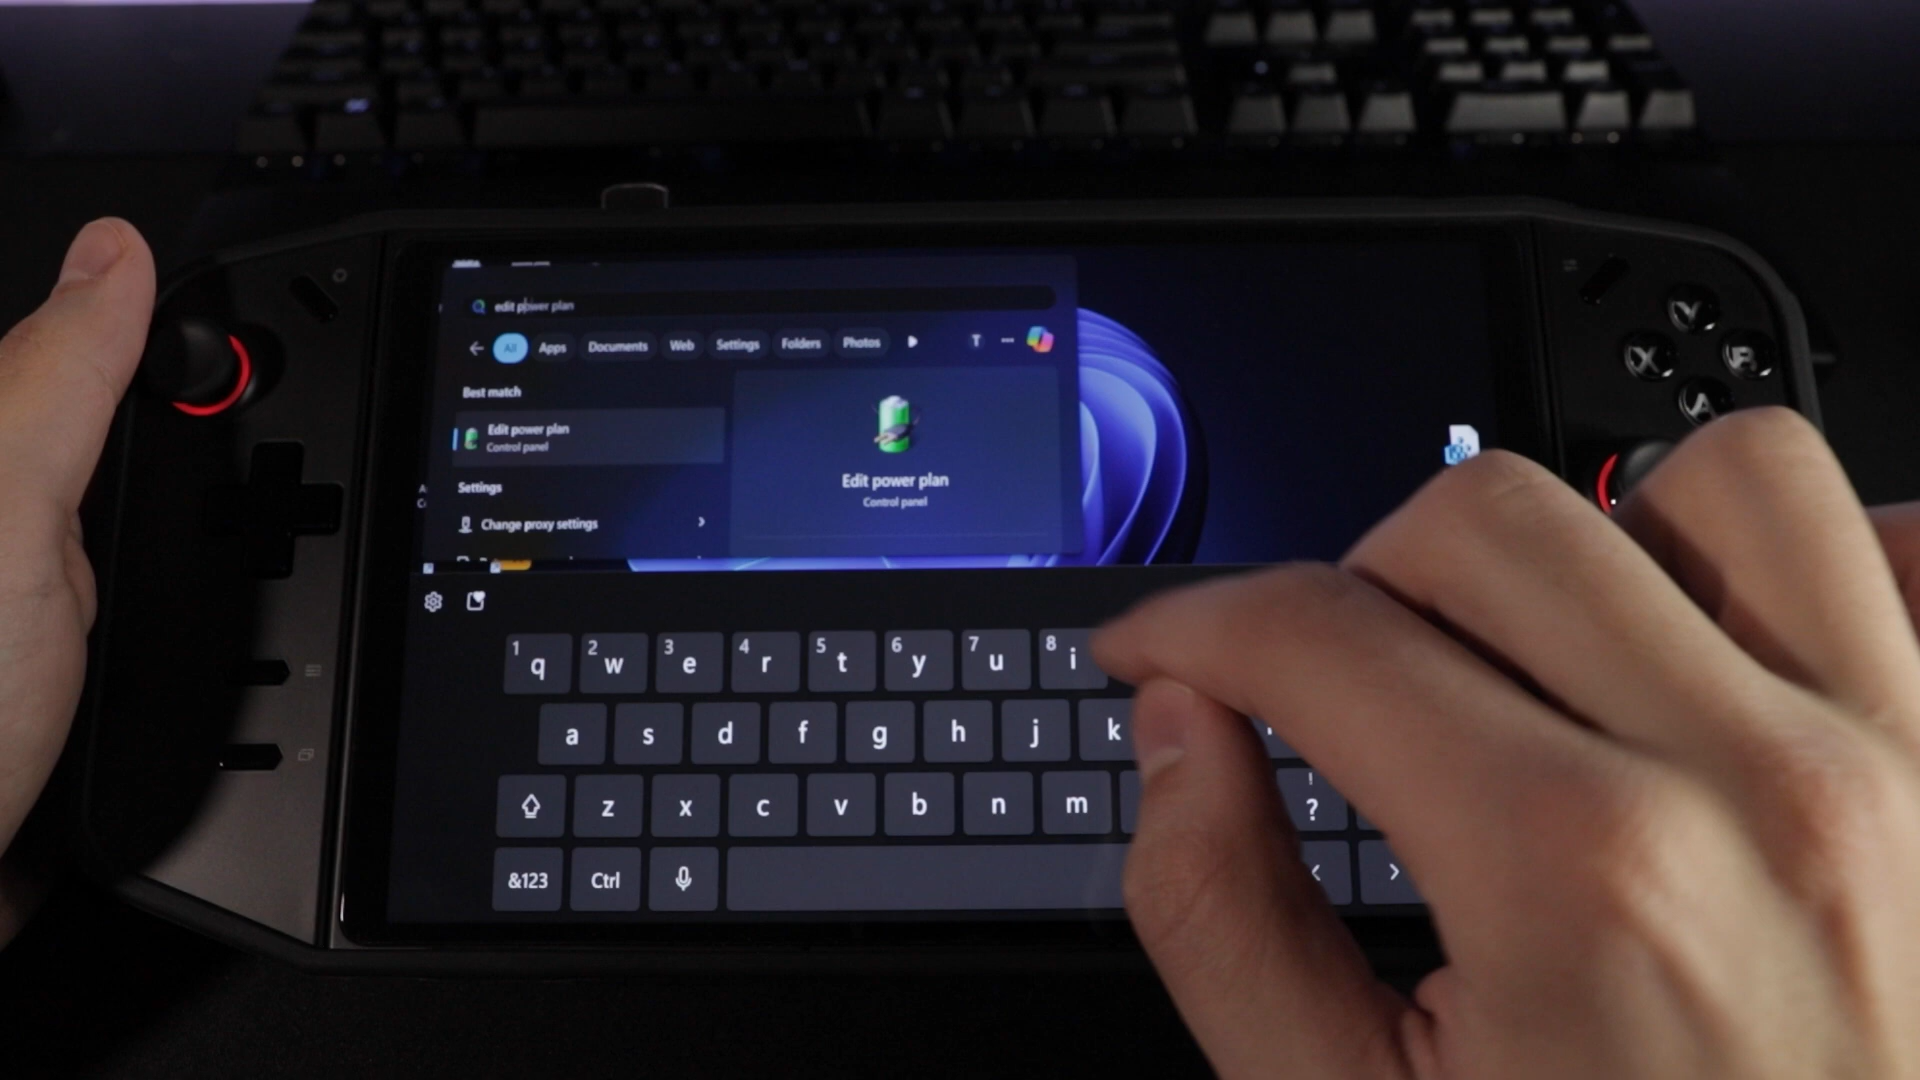 edit power plan
All Apps Documents Web Settings Folders Photos T ···
Best match
Edit power plan
Control panel
Edit power plan
Control panel
Settings
Change proxy settings
Y
X
B
A
1 q 2 w 3 e 4 r 5 t 6 y 7 u 8 i
a s d f g h j k
z x c v b n m ! ?
&123 Ctrl < >